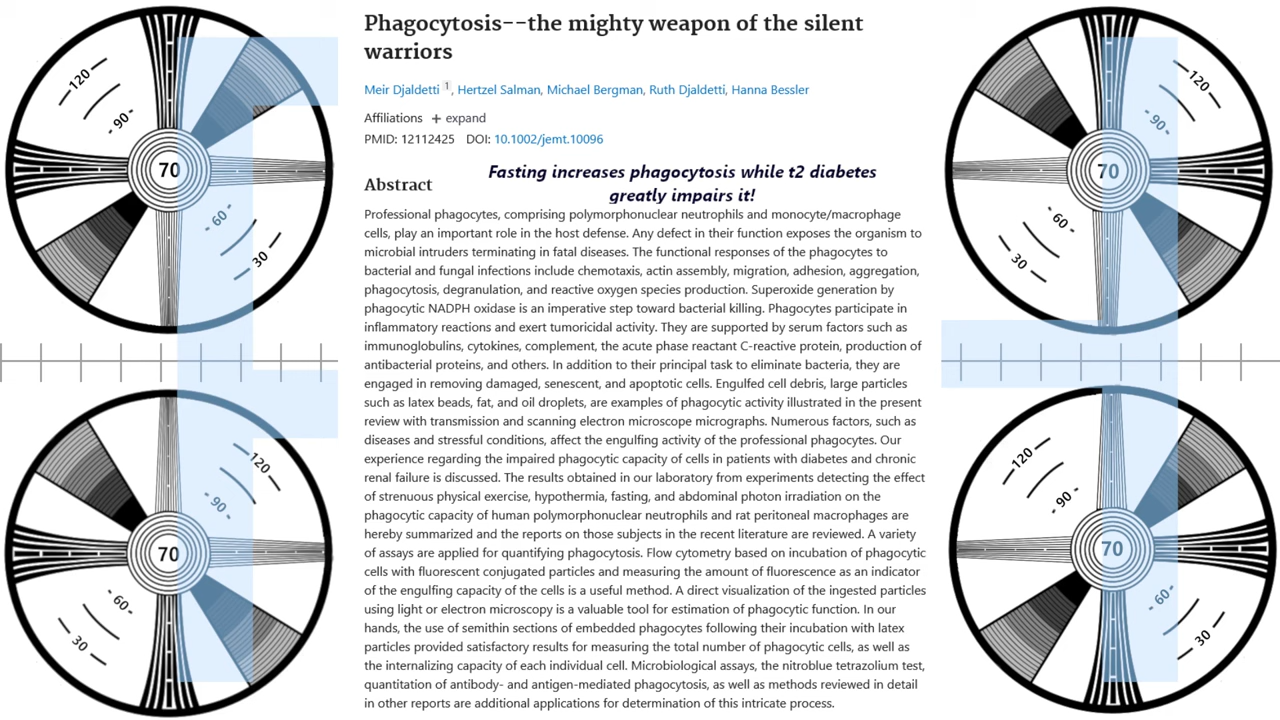 Phagocytosis--the mighty weapon of the silent
warriors
Meir Djaldetti 1, Hertzel Salman, Michael Bergman, Ruth Djaldetti, Hanna Bessler
Affiliations + expand
PMID: 12112425 DOI: 10.1002/jemt.10096
Fasting increases phagocytosis while t2 diabetes
greatly impairs it!
Abstract
Professional phagocytes, comprising polymorphonuclear neutrophils and monocyte/macrophage
cells, play an important role in the host defense. Any defect in their function exposes the organism to
microbial intruders terminating in fatal diseases. The functional responses of the phagocytes to
bacterial and fungal infections include chemotaxis, actin assembly, migration, adhesion, aggregation,
phagocytosis, degranulation, and reactive oxygen species production. Superoxide generation by
phagocytic NADPH oxidase is an imperative step toward bacterial killing. Phagocytes participate in
inflammatory reactions and exert tumoricidal activity. They are supported by serum factors such as
immunoglobulins, cytokines, complement, the acute phase reactant C-reactive protein, production of
antibacterial proteins, and others. In addition to their principal task to eliminate bacteria, they are
engaged in removing damaged, senescent, and apoptotic cells. Engulfed cell debris, large particles
such as latex beads, fat, and oil droplets, are examples of phagocytic activity illustrated in the present
review with transmission and scanning electron microscope micrographs. Numerous factors, such as
diseases and stressful conditions, affect the engulfing activity of the professional phagocytes. Our
experience regarding the impaired phagocytic capacity of cells in patients with diabetes and chronic
renal failure is discussed. The results obtained in our laboratory from experiments detecting the effect
of strenuous physical exercise, hypothermia, fasting, and abdominal photon irradiation on the
phagocytic capacity of human polymorphonuclear neutrophils and rat peritoneal macrophages are
hereby summarized and the reports on those subjects in the recent literature are reviewed. A variety
of assays are applied for quantifying phagocytosis. Flow cytometry based on incubation of phagocytic
cells with fluorescent conjugated particles and measuring the amount of fluorescence as an indicator
of the engulfing capacity of the cells is a useful method. A direct visualization of the ingested particles
using light or electron microscopy is a valuable tool for estimation of phagocytic function. In our
hands, the use of semithin sections of embedded phagocytes following their incubation with latex
particles provided satisfactory results for measuring the total number of phagocytic cells, as well as
the internalizing capacity of each individual cell. Microbiological assays, the nitroblue tetrazolium test,
quantitation of antibody- and antigen-mediated phagocytosis, as well as methods reviewed in detail
in other reports are additional applications for determination of this intricate process.
120
- 90 -
70
- 60 -
30
120
- 90 -
70
- 60 -
30
120
- 90 -
70
- 60 -
30
120
- 90 -
70
- 60 -
30